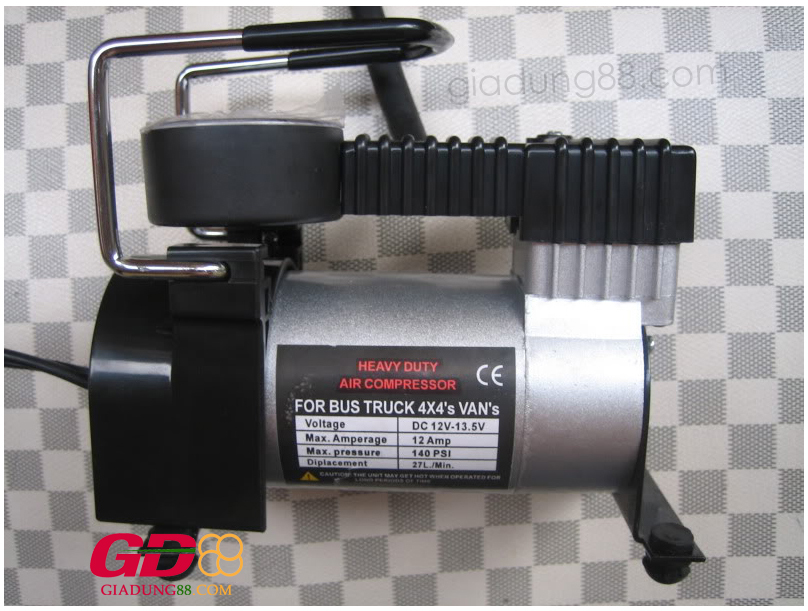 giadung88.com
HEAVY DUTY
AIR COMPRESSOR
CE
FOR BUS TRUCK 4X4's VAN's
Voltage DC 12V-13.5V
Max. Amperage 12 Amp
Max. pressure 140 PSI
Diplacement 27L./Min.
CAUTION: THE UNIT MAY GET HOT WHEN OPERATED FOR
LONG PERIODS OF TIME
GD88
GIADUNG88.COM